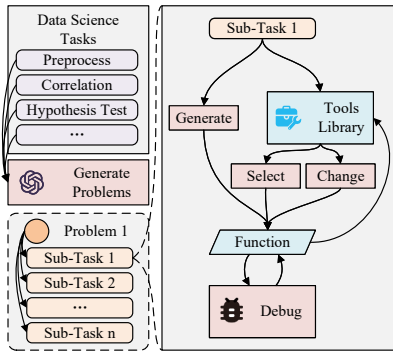 Data Science
Tasks
Preprocess
Correlation
Hypothesis Test
...
Generate
Problems
Problem 1
Sub-Task 1
Sub-Task 2
...
Sub-Task n
Sub-Task 1
Generate
Tools
Library
Select
Change
Function
Debug